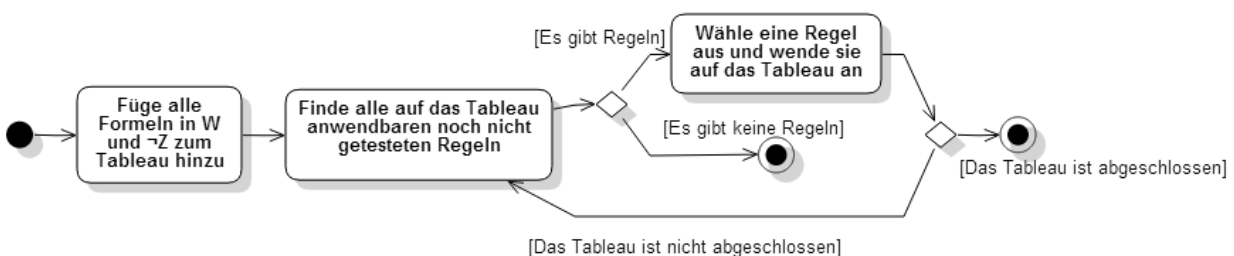 Füge alle
Formeln in W
und ¬Z zum
Tableau hinzu
Finde alle auf das Tableau
anwendbaren noch nicht
getesteten Regeln
[Es gibt Regeln]
Wähle eine Regel
aus und wende sie
auf das Tableau an
[Es gibt keine Regeln]
[Das Tableau ist abgeschlossen]
[Das Tableau ist nicht abgeschlossen]